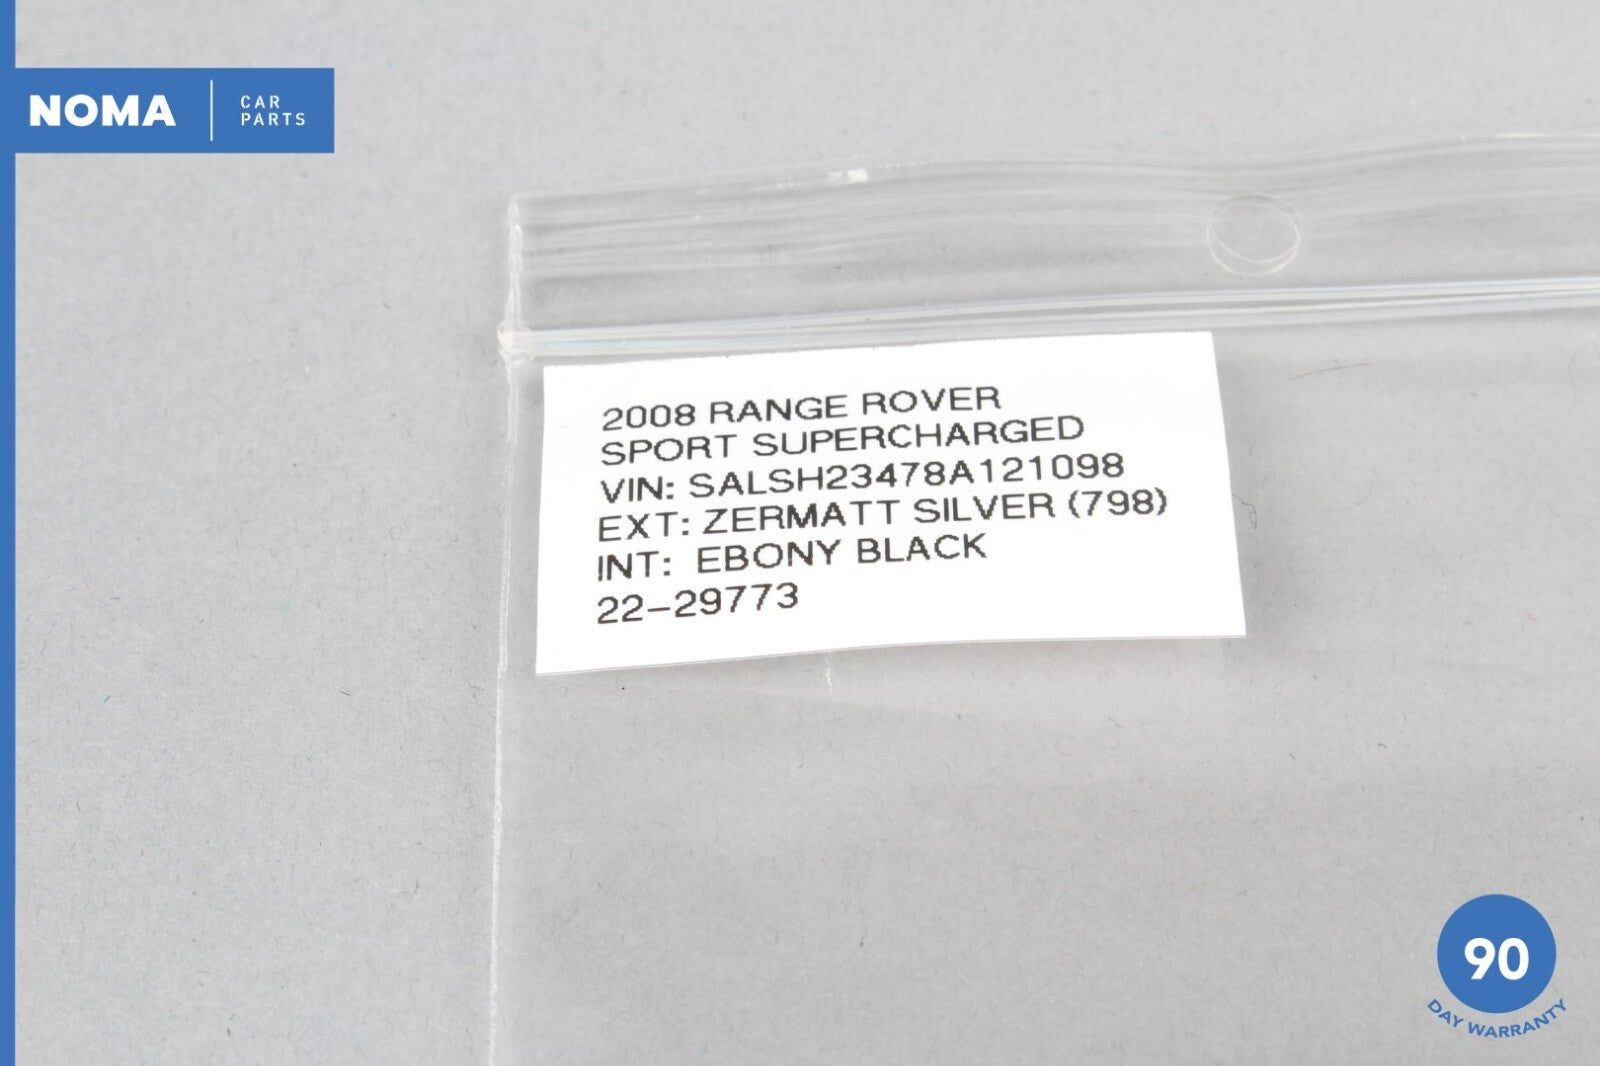 NOMA
CAR
PARTS
2008 RANGE ROVER
SPORT SUPERCHARGED
VIN: SALSH23478A121098
EXT: ZERMATT SILVER (798)
INT: EBONY BLACK
22-29773
90
DAY WARRANTY